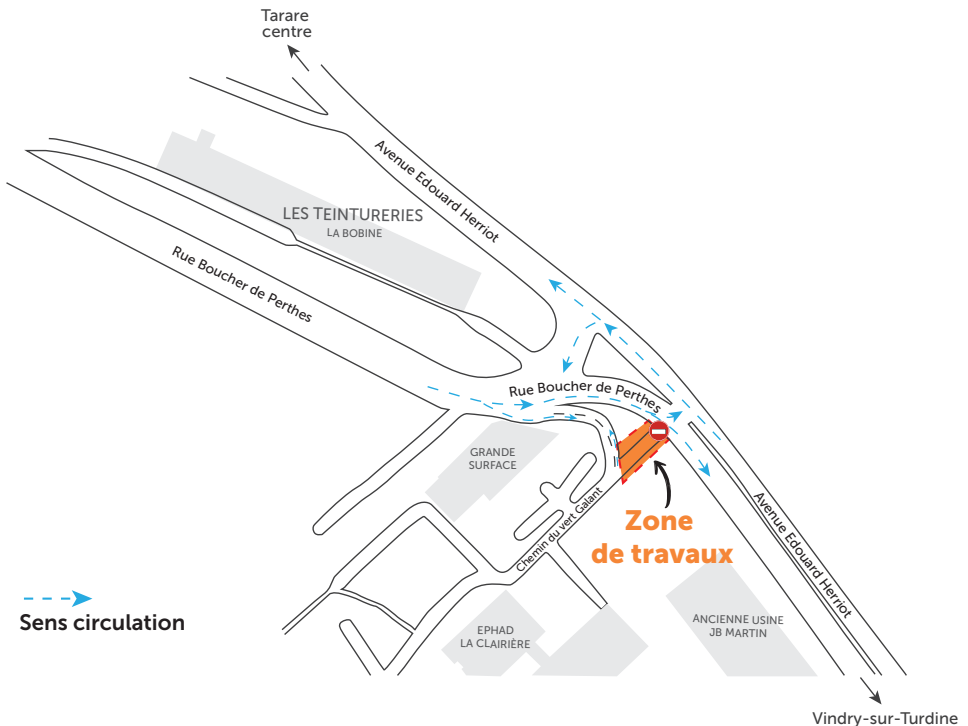 Tarare
centre
Avenue Edouard Herriot
LES TEINTURERIES
LA BOBINE
Rue Boucher de Perthes
Rue Boucher de Perthes
GRANDE
SURFACE
Chemin du vert Galant
Zone
de travaux
Avenue Edouard Herriot
Sens circulation
EPHAD
LA CLAIRIÈRE
ANCIENNE USINE
JB MARTIN
Vindry-sur-Turdine